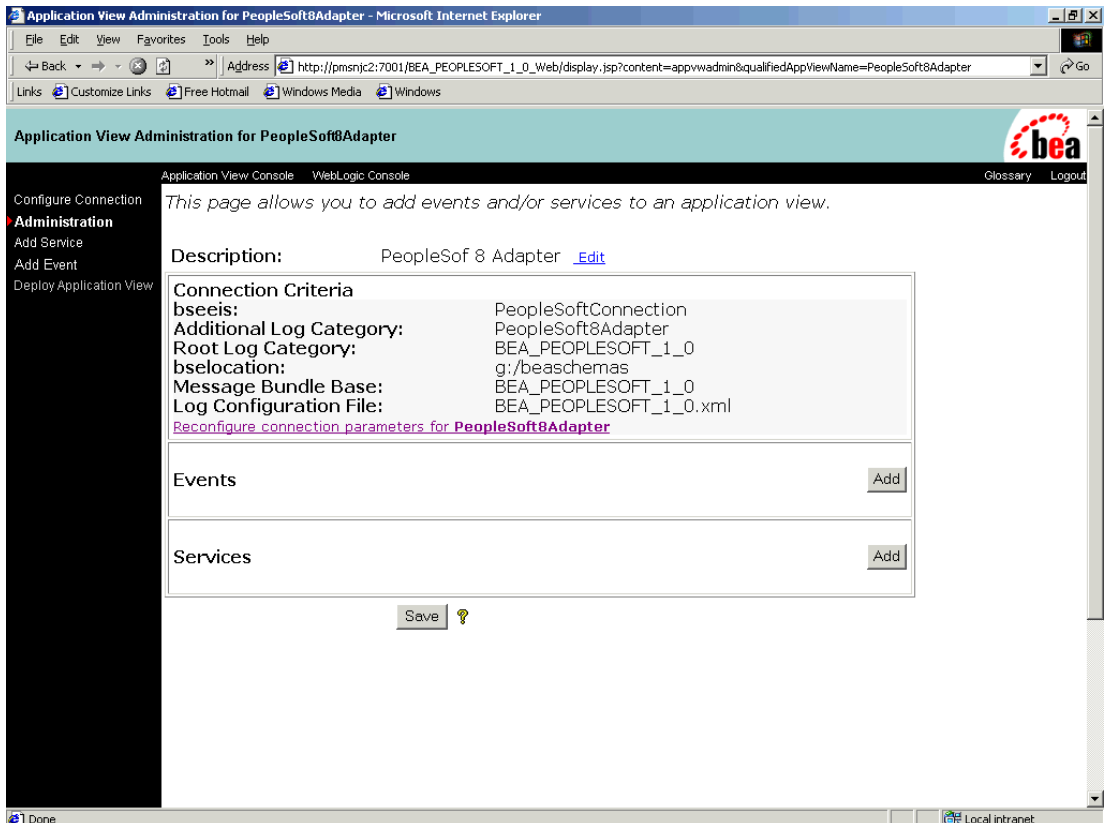 Application View Administration for PeopleSoft8Adapter - Microsoft Internet Explorer
File Edit View Favorites Tools Help
Back » Address http://pmsnjc2:7001/BEA_PEOPLESOFT_1_0_Web/display.jsp?content=appvwadmin&qualifiedAppViewName=PeopleSoft8Adapter Go
Links Customize Links Free Hotmail Windows Media Windows
Application View Administration for PeopleSoft8Adapter
bea
Application View Console WebLogic Console Glossary Logout
Configure Connection
Administration
Add Service
Add Event
Deploy Application View
This page allows you to add events and/or services to an application view.
Description: PeopleSof 8 Adapter Edit
Connection Criteria
bseeis: PeopleSoftConnection
Additional Log Category: PeopleSoft8Adapter
Root Log Category: BEA_PEOPLESOFT_1_0
bselocation: g:/beaschemas
Message Bundle Base: BEA_PEOPLESOFT_1_0
Log Configuration File: BEA_PEOPLESOFT_1_0.xml
Reconfigure connection parameters for PeopleSoft8Adapter
Events Add
Services Add
Save ?
Done Local intranet